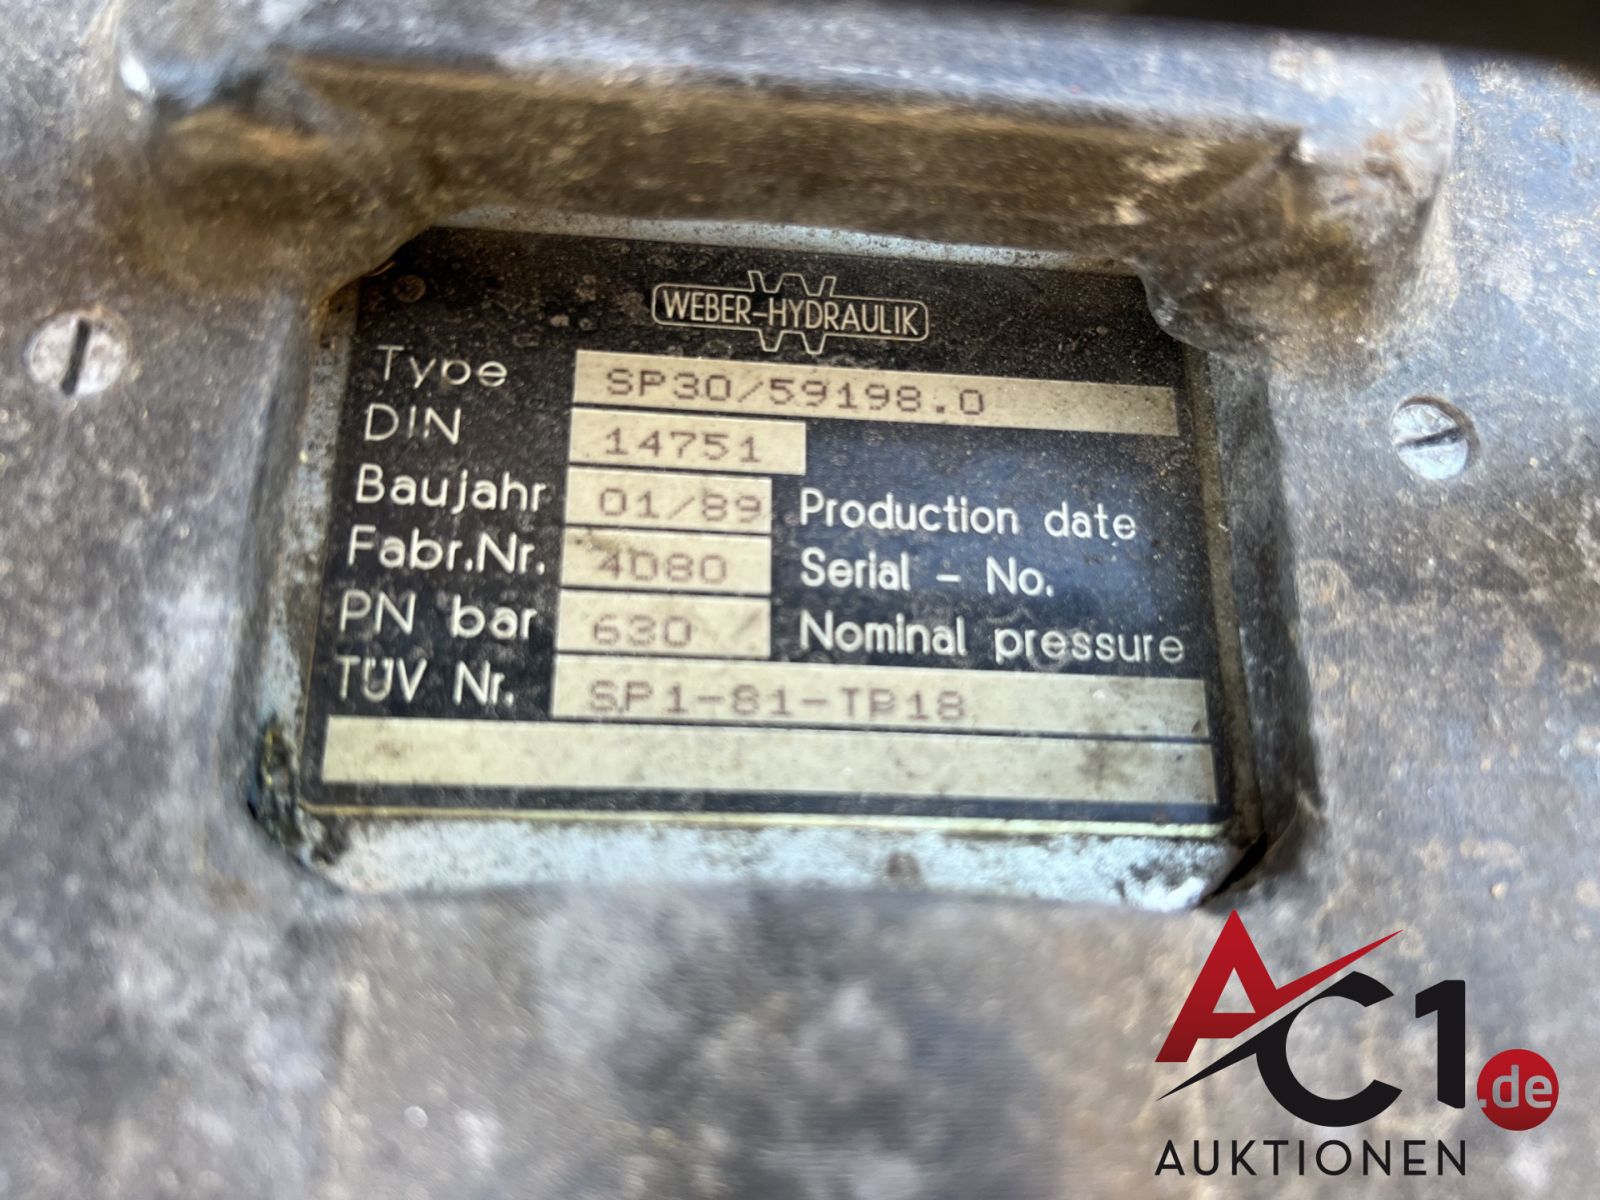 WEBER-HYDRAULIK
Type SP30/59198.0
DIN 14751
Baujahr 01/89 Production date
Fabr.Nr. 4080 Serial - No.
PN bar 630 Nominal pressure
TÜV Nr. SP1-81-TP18
AC1.de
AUKTIONEN